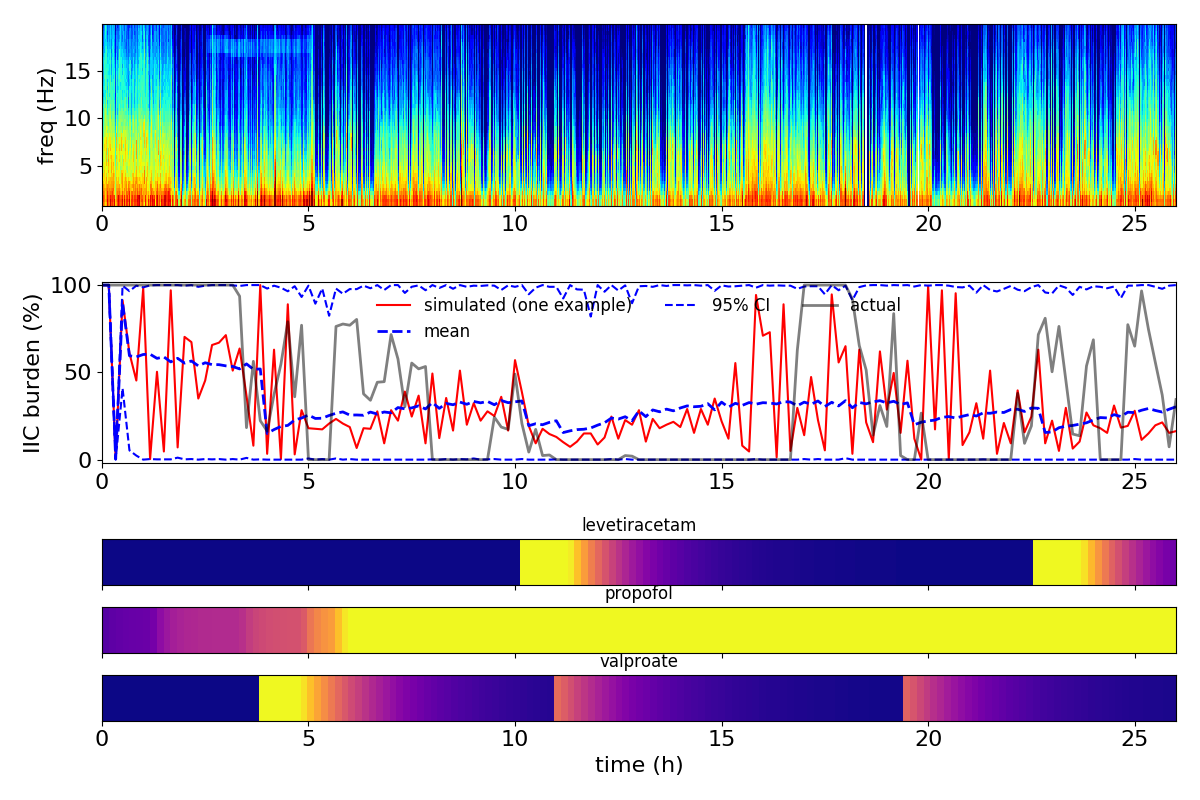 freq (Hz)
15
10
5
0 5 10 15 20 25
IIC burden (%)
100
50
0
simulated (one example)
mean
95% CI
actual
0 5 10 15 20 25
levetiracetam
propofol
valproate
0 5 10 15 20 25
time (h)